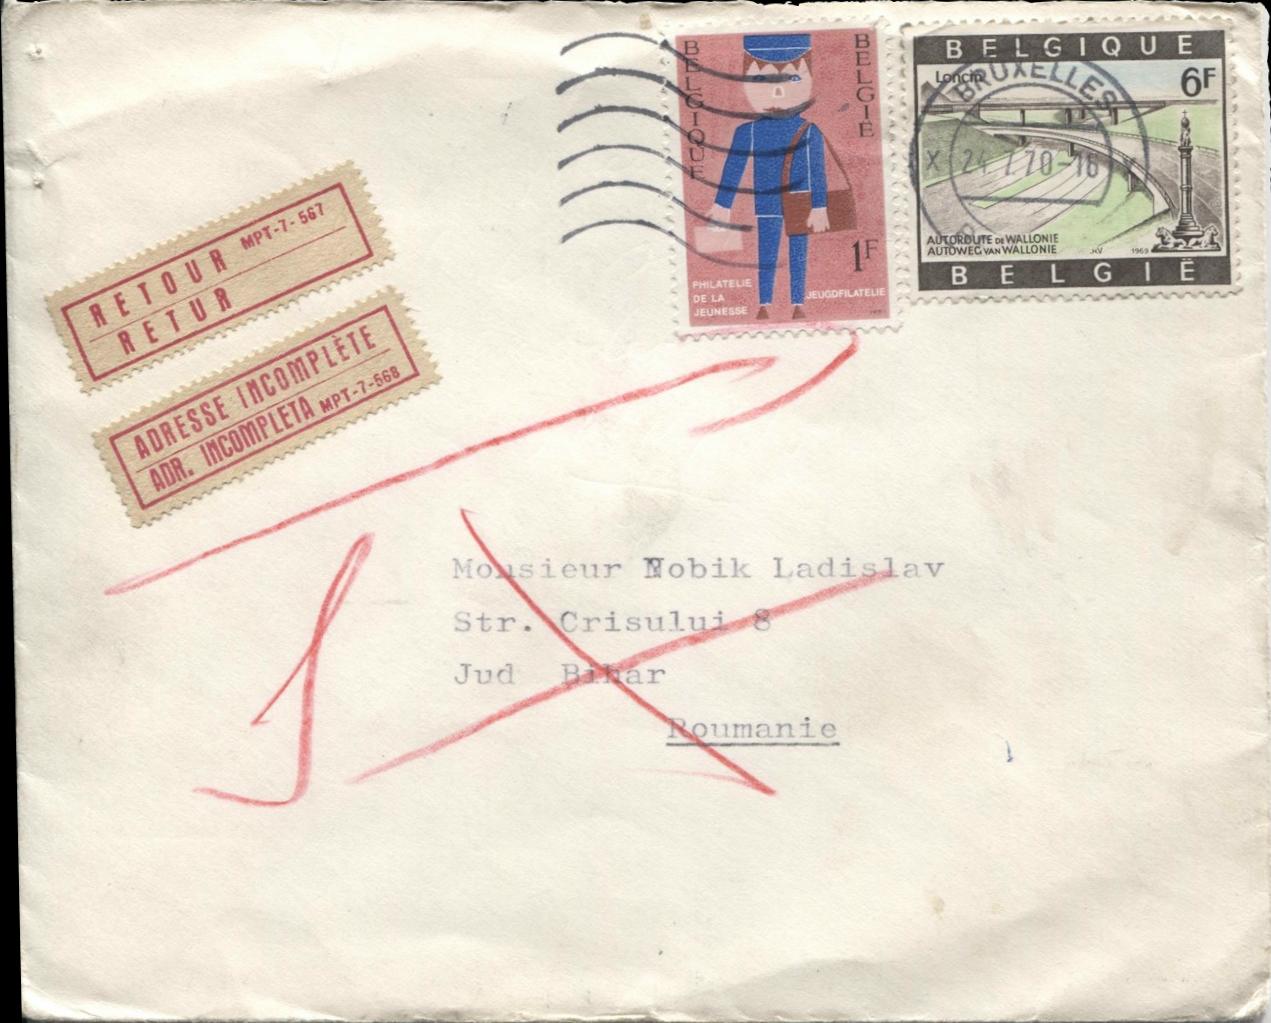 BELGIQUE
BELGIË
1F
PHILATELIE
DE LA
JEUNESSE
JEUGDFILATELIE
BELGIQUE
Loncin
6F
BRUXELLES
X 24. 7.70-16
AUTOROUTE DE WALLONIE
AUTOWEG VAN WALLONIE
1969
BELGIË
RETOUR MPT-7-567
RETUR
ADRESSE INCOMPLÈTE
ADR. INCOMPLETA MPT-7-568
Monsieur Nobik Ladislav
Str. Crisului 8
Jud Bihar
Roumanie